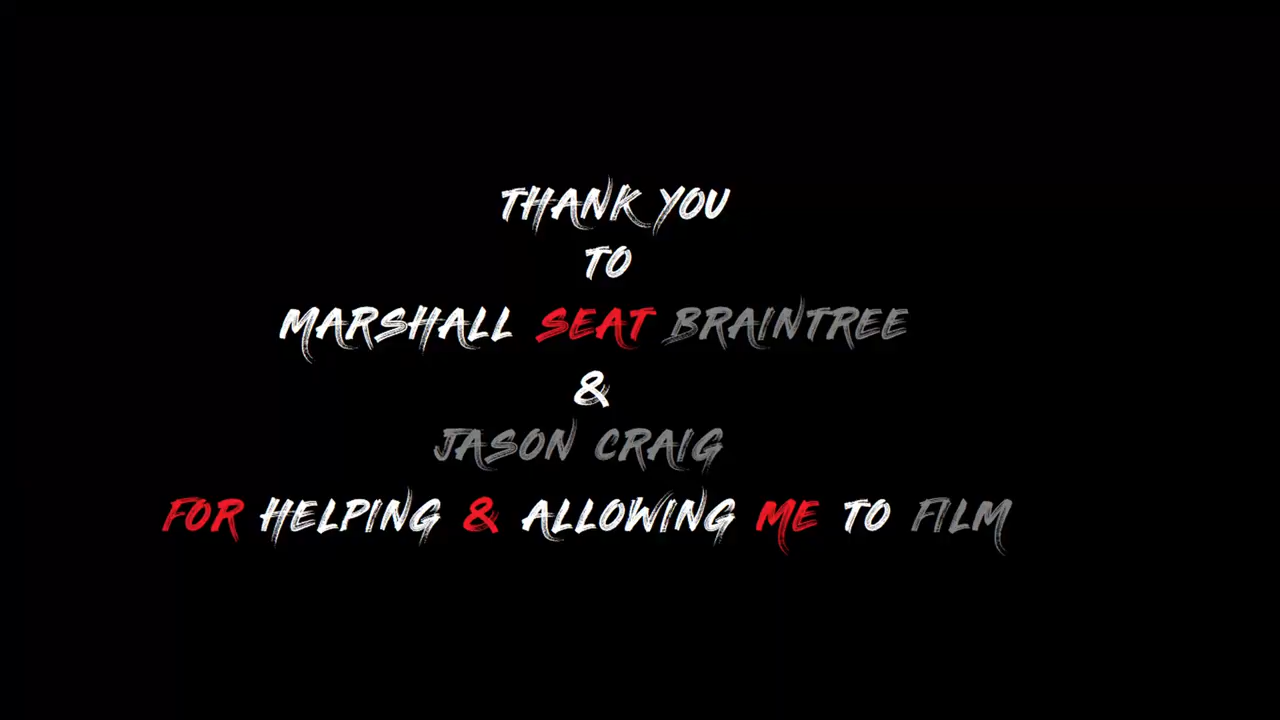 THANK YOU
TO
MARSHALL SEAT BRAINTREE
&
JASON CRAIG
FOR HELPING & ALLOWING ME TO FILM